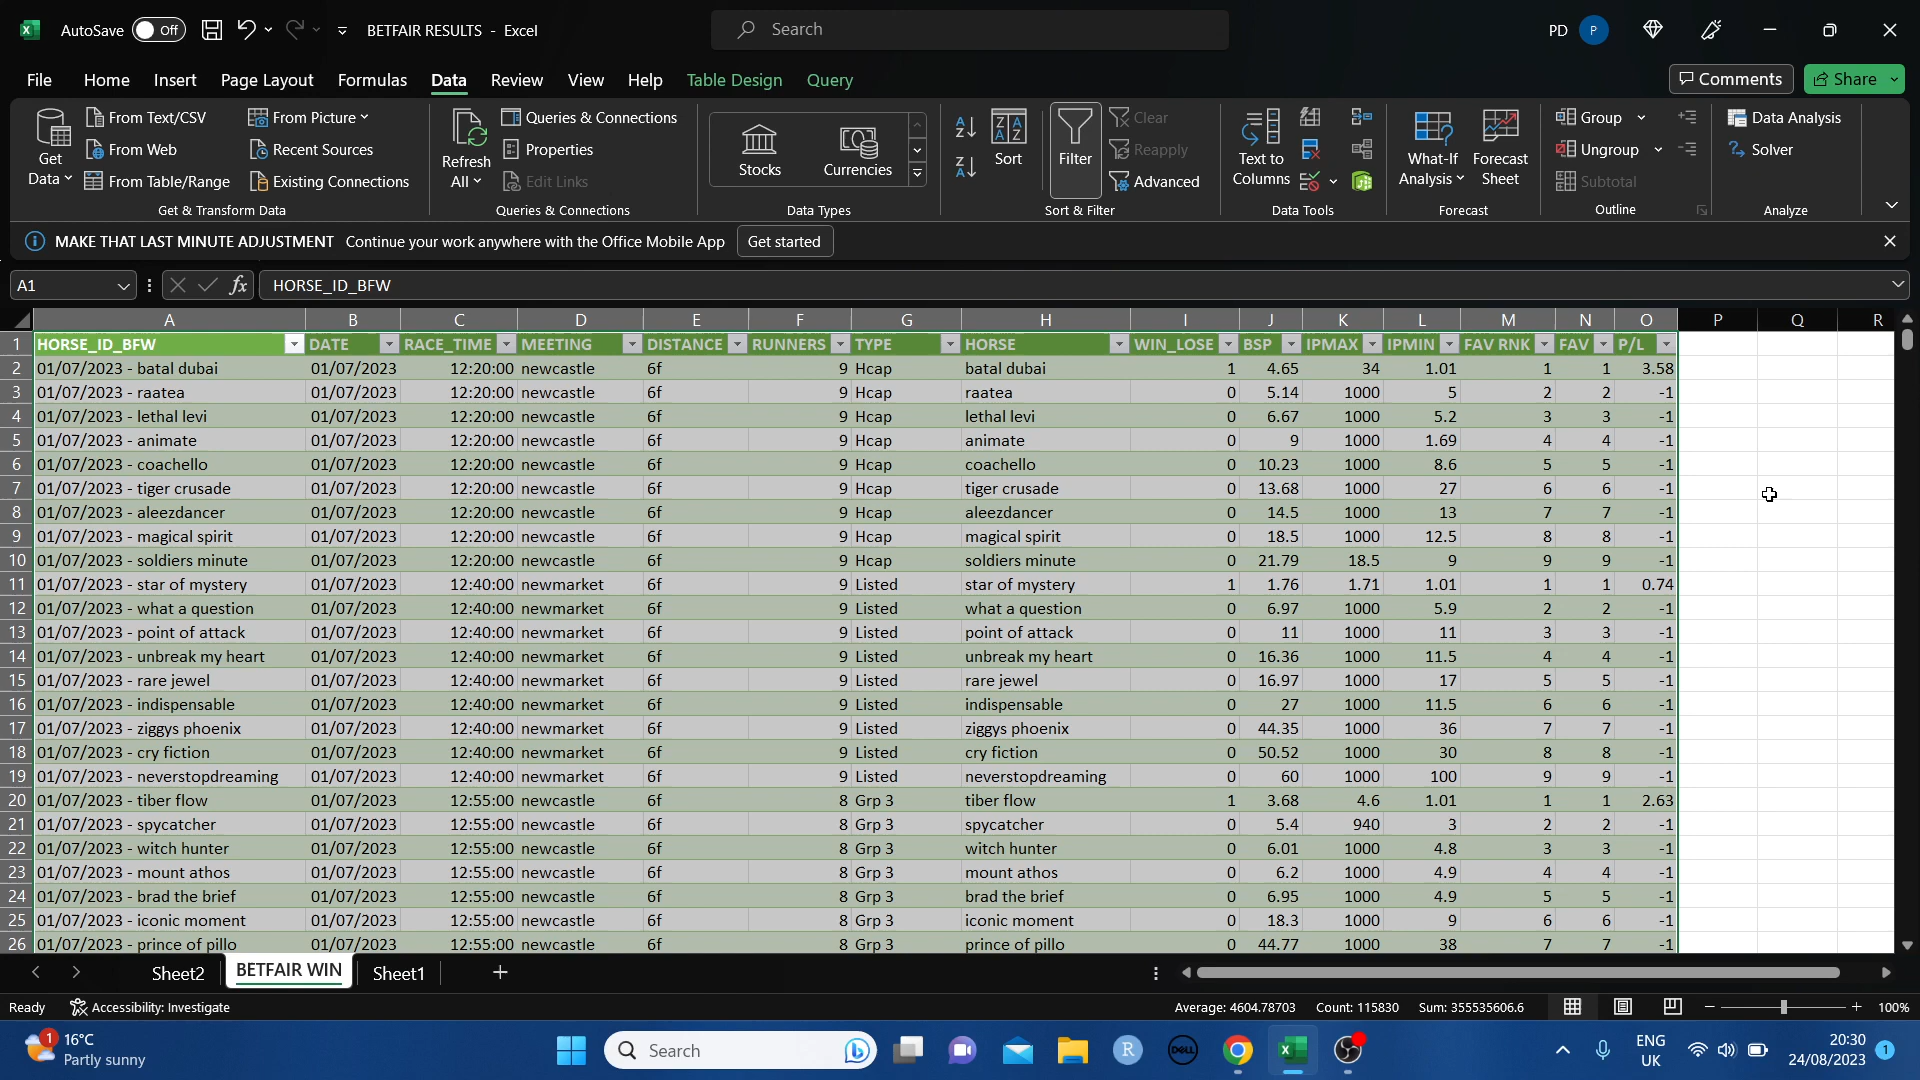 AutoSave Off BETFAIR RESULTS - Excel Search PD P
File Home Insert Page Layout Formulas Data Review View Help Table Design Query Comments Share
Get Data
From Text/CSV
From Web
From Table/Range
From Picture
Recent Sources
Existing Connections
Get & Transform Data
Refresh All
Queries & Connections
Properties
Edit Links
Queries & Connections
Stocks Currencies
Data Types
Sort
Filter
Clear
Reapply
Advanced
Sort & Filter
Text to Columns
Data Tools
What-If Analysis
Forecast Sheet
Forecast
Group
Ungroup
Subtotal
Outline
Data Analysis
Solver
Analyze
MAKE THAT LAST MINUTE ADJUSTMENT Continue your work anywhere with the Office Mobile App Get started
A1 fx HORSE_ID_BFW
A B C D E F G H I J K L M N O P Q R
1 HORSE_ID_BFW DATE RACE_TIME MEETING DISTANCE RUNNERS TYPE HORSE WIN_LOSE BSP IPMAX IPMIN FAV RNK FAV P/L
2 01/07/2023 - batal dubai 01/07/2023 12:20:00 newcastle 6f 9 Hcap batal dubai 1 4.65 34 1.01 1 1 3.58
3 01/07/2023 - raatea 01/07/2023 12:20:00 newcastle 6f 9 Hcap raatea 0 5.14 1000 5 2 2 -1
4 01/07/2023 - lethal levi 01/07/2023 12:20:00 newcastle 6f 9 Hcap lethal levi 0 6.67 1000 5.2 3 3 -1
5 01/07/2023 - animate 01/07/2023 12:20:00 newcastle 6f 9 Hcap animate 0 9 1000 1.69 4 4 -1
6 01/07/2023 - coachello 01/07/2023 12:20:00 newcastle 6f 9 Hcap coachello 0 10.23 1000 8.6 5 5 -1
7 01/07/2023 - tiger crusade 01/07/2023 12:20:00 newcastle 6f 9 Hcap tiger crusade 0 13.68 1000 27 6 6 -1
8 01/07/2023 - aleezdancer 01/07/2023 12:20:00 newcastle 6f 9 Hcap aleezdancer 0 14.5 1000 13 7 7 -1
9 01/07/2023 - magical spirit 01/07/2023 12:20:00 newcastle 6f 9 Hcap magical spirit 0 18.5 1000 12.5 8 8 -1
10 01/07/2023 - soldiers minute 01/07/2023 12:20:00 newcastle 6f 9 Hcap soldiers minute 0 21.79 18.5 9 9 9 -1
11 01/07/2023 - star of mystery 01/07/2023 12:40:00 newmarket 6f 9 Listed star of mystery 1 1.76 1.71 1.01 1 1 0.74
12 01/07/2023 - what a question 01/07/2023 12:40:00 newmarket 6f 9 Listed what a question 0 6.97 1000 5.9 2 2 -1
13 01/07/2023 - point of attack 01/07/2023 12:40:00 newmarket 6f 9 Listed point of attack 0 11 1000 11 3 3 -1
14 01/07/2023 - unbreak my heart 01/07/2023 12:40:00 newmarket 6f 9 Listed unbreak my heart 0 16.36 1000 11.5 4 4 -1
15 01/07/2023 - rare jewel 01/07/2023 12:40:00 newmarket 6f 9 Listed rare jewel 0 16.97 1000 17 5 5 -1
16 01/07/2023 - indispensable 01/07/2023 12:40:00 newmarket 6f 9 Listed indispensable 0 27 1000 11.5 6 6 -1
17 01/07/2023 - ziggys phoenix 01/07/2023 12:40:00 newmarket 6f 9 Listed ziggys phoenix 0 44.35 1000 36 7 7 -1
18 01/07/2023 - cry fiction 01/07/2023 12:40:00 newmarket 6f 9 Listed cry fiction 0 50.52 1000 30 8 8 -1
19 01/07/2023 - neverstopdreaming 01/07/2023 12:40:00 newmarket 6f 9 Listed neverstopdreaming 0 60 1000 100 9 9 -1
20 01/07/2023 - tiber flow 01/07/2023 12:55:00 newcastle 6f 8 Grp 3 tiber flow 1 3.68 4.6 1.01 1 1 2.63
21 01/07/2023 - spycatcher 01/07/2023 12:55:00 newcastle 6f 8 Grp 3 spycatcher 0 5.4 940 3 2 2 -1
22 01/07/2023 - witch hunter 01/07/2023 12:55:00 newcastle 6f 8 Grp 3 witch hunter 0 6.01 1000 4.8 3 3 -1
23 01/07/2023 - mount athos 01/07/2023 12:55:00 newcastle 6f 8 Grp 3 mount athos 0 6.2 1000 4.9 4 4 -1
24 01/07/2023 - brad the brief 01/07/2023 12:55:00 newcastle 6f 8 Grp 3 brad the brief 0 6.95 1000 4.9 5 5 -1
25 01/07/2023 - iconic moment 01/07/2023 12:55:00 newcastle 6f 8 Grp 3 iconic moment 0 18.3 1000 9 6 6 -1
26 01/07/2023 - prince of pillo 01/07/2023 12:55:00 newcastle 6f 8 Grp 3 prince of pillo 0 44.77 1000 38 7 7 -1
Sheet2 BETFAIR WIN Sheet1
Ready Accessibility: Investigate Average: 4604.78703 Count: 115830 Sum: 355535606.6 100%
1 16°C
Partly sunny
Search
R DELL
ENG
UK
20:30
24/08/2023
1